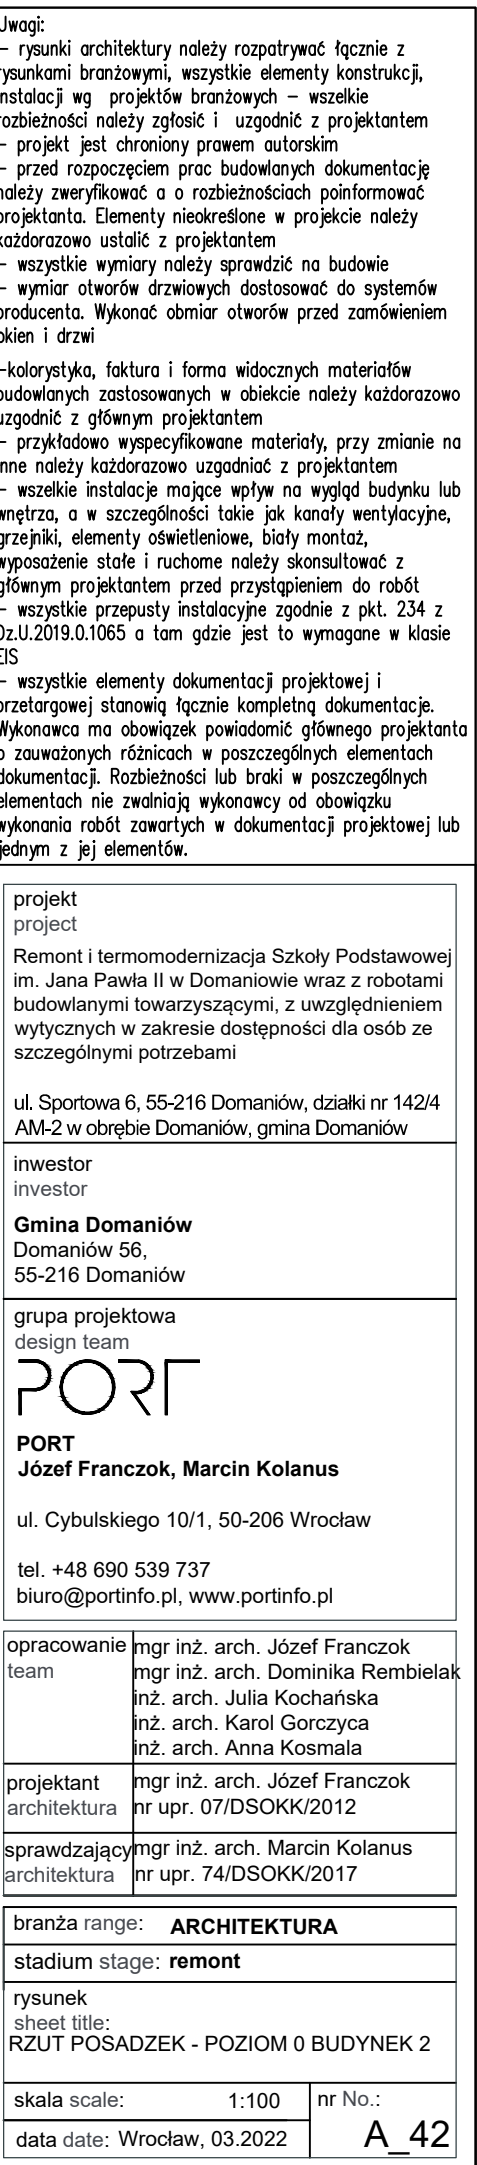 Uwagi:
– rysunki architektury należy rozpatrywać łącznie z
rysunkami branżowymi, wszystkie elementy konstrukcji,
instalacji wg projektów branżowych – wszelkie
rozbieżności należy zgłosić i uzgodnić z projektantem
– projekt jest chroniony prawem autorskim
– przed rozpoczęciem prac budowlanych dokumentację
należy zweryfikować a o rozbieżnościach poinformować
projektanta. Elementy nieokreślone w projekcie należy
każdorazowo ustalić z projektantem
– wszystkie wymiary należy sprawdzić na budowie
– wymiar otworów drzwiowych dostosować do systemów
producenta. Wykonać obmiar otworów przed zamówieniem
okien i drzwi
–kolorystyka, faktura i forma widocznych materiałów
budowlanych zastosowanych w obiekcie należy każdorazowo
uzgodnić z głównym projektantem
– przykładowo wyspecyfikowane materiały, przy zmianie na
inne należy każdorazowo uzgadniać z projektantem
– wszelkie instalacje mające wpływ na wygląd budynku lub
wnętrza, a w szczególności takie jak kanały wentylacyjne,
grzejniki, elementy oświetleniowe, biały montaż,
wyposażenie stałe i ruchome należy skonsultować z
głównym projektantem przed przystąpieniem do robót
– wszystkie przepusty instalacyjne zgodnie z pkt. 234 z
Dz.U.2019.0.1065 a tam gdzie jest to wymagane w klasie
EIS
– wszystkie elementy dokumentacji projektowej i
przetargowej stanowią łącznie kompletną dokumentacje.
Wykonawca ma obowiązek powiadomić głównego projektanta
o zauważonych różnicach w poszczególnych elementach
dokumentacji. Rozbieżności lub braki w poszczególnych
elementach nie zwalniają wykonawcy od obowiązku
wykonania robót zawartych w dokumentacji projektowej lub
jednym z jej elementów.
projekt
project
Remont i termomodernizacja Szkoły Podstawowej
im. Jana Pawła II w Domaniowie wraz z robotami
budowlanymi towarzyszącymi, z uwzględnieniem
wytycznych w zakresie dostępności dla osób ze
szczególnymi potrzebami
ul. Sportowa 6, 55-216 Domaniów, działki nr 142/4
AM-2 w obrębie Domaniów, gmina Domaniów
inwestor
investor
Gmina Domaniów
Domaniów 56,
55-216 Domaniów
grupa projektowa
design team
PORT
PORT
Józef Franczok, Marcin Kolanus
ul. Cybulskiego 10/1, 50-206 Wrocław
tel. +48 690 539 737
biuro@portinfo.pl, www.portinfo.pl
opracowanie mgr inż. arch. Józef Franczok
team mgr inż. arch. Dominika Rembielak
inż. arch. Julia Kochańska
inż. arch. Karol Gorczyca
inż. arch. Anna Kosmala
projektant mgr inż. arch. Józef Franczok
architektura nr upr. 07/DSOKK/2012
sprawdzający mgr inż. arch. Marcin Kolanus
architektura nr upr. 74/DSOKK/2017
branża range: ARCHITEKTURA
stadium stage: remont
rysunek
sheet title:
RZUT POSADZEK - POZIOM 0 BUDYNEK 2
skala scale: 1:100 nr No.:
data date: Wrocław, 03.2022 A_42